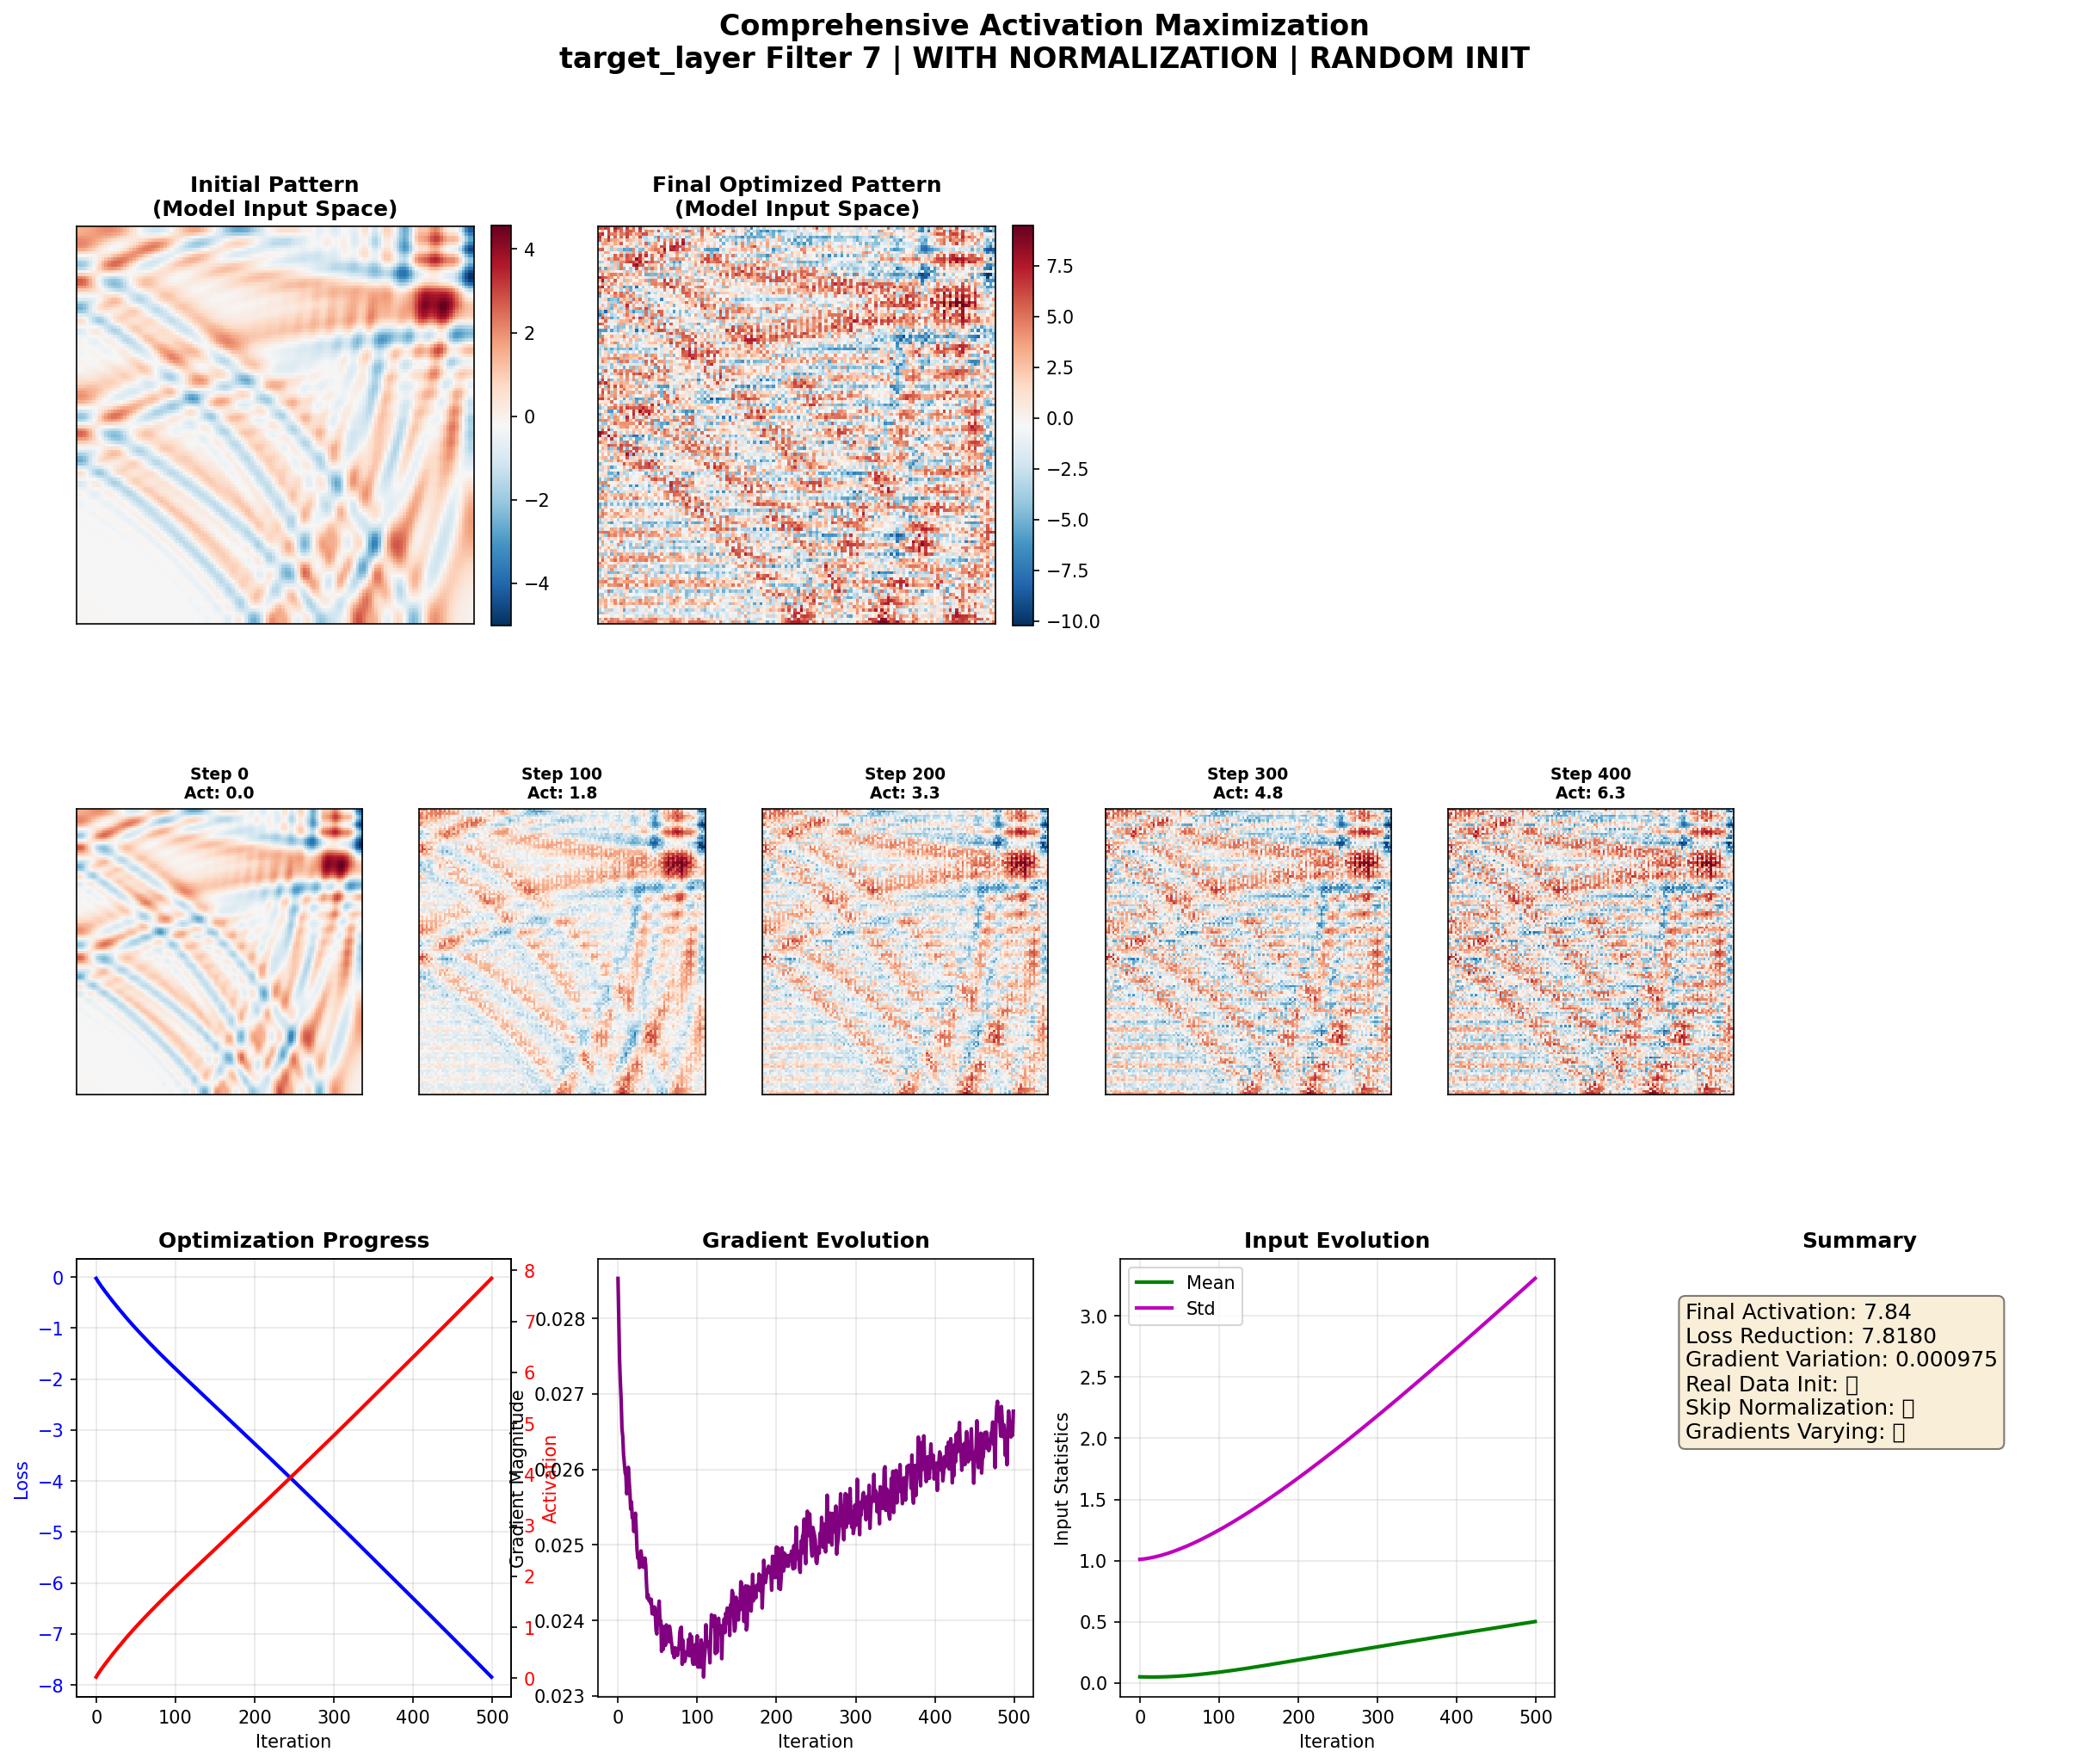 Comprehensive Activation Maximization
target_layer Filter 7 | WITH NORMALIZATION | RANDOM INIT
Initial Pattern
(Model Input Space)
4
2
0
−2
−4
Final Optimized Pattern
(Model Input Space)
7.5
5.0
2.5
0.0
−2.5
−5.0
−7.5
−10.0
Step 0
Act: 0.0
Step 100
Act: 1.8
Step 200
Act: 3.3
Step 300
Act: 4.8
Step 400
Act: 6.3
Optimization Progress
0
−1
−2
−3
−4
−5
−6
−7
−8
Loss
8
7
6
5
4
3
2
1
0
Activation
0 100 200 300 400 500
Iteration
Gradient Evolution
0.028
0.027
0.026
0.025
0.024
0.023
Gradient Magnitude
0 100 200 300 400 500
Iteration
Input Evolution
Mean
Std
3.0
2.5
2.0
1.5
1.0
0.5
0.0
Input Statistics
0 100 200 300 400 500
Iteration
Summary
Final Activation: 7.84
Loss Reduction: 7.8180
Gradient Variation: 0.000975
Real Data Init:
Skip Normalization:
Gradients Varying: